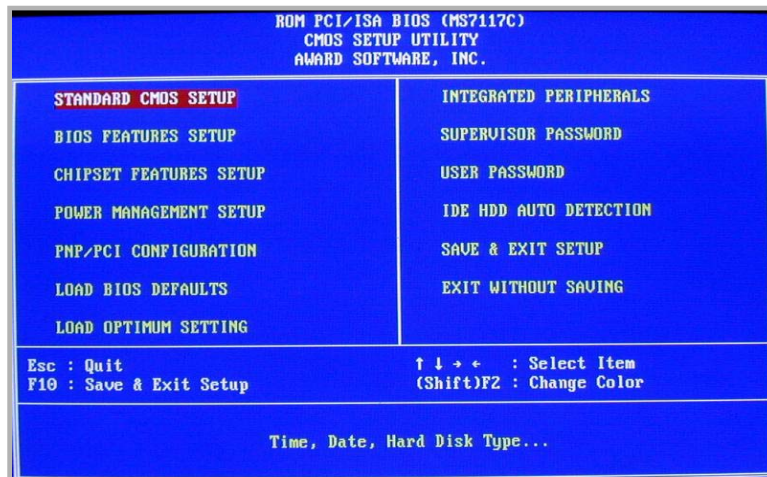 ROM PCI/ISA BIOS (MS7117C)
CMOS SETUP UTILITY
AWARD SOFTWARE, INC.
STANDARD CMOS SETUP
BIOS FEATURES SETUP
CHIPSET FEATURES SETUP
POWER MANAGEMENT SETUP
PNP/PCI CONFIGURATION
LOAD BIOS DEFAULTS
LOAD OPTIMUM SETTING
INTEGRATED PERIPHERALS
SUPERVISOR PASSWORD
USER PASSWORD
IDE HDD AUTO DETECTION
SAVE & EXIT SETUP
EXIT WITHOUT SAVING
Esc : Quit
F10 : Save & Exit Setup
↑ ↓ → ← : Select Item
(Shift)F2 : Change Color
Time, Date, Hard Disk Type...